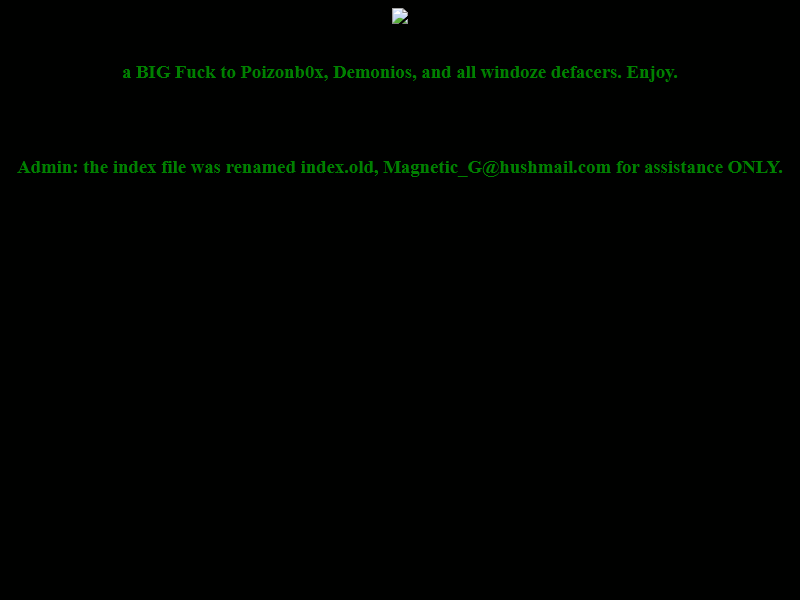 a BIG Fuck to Poizonb0x, Demonios, and all windoze defacers. Enjoy.
Admin: the index file was renamed index.old, Magnetic_G@hushmail.com for assistance ONLY.